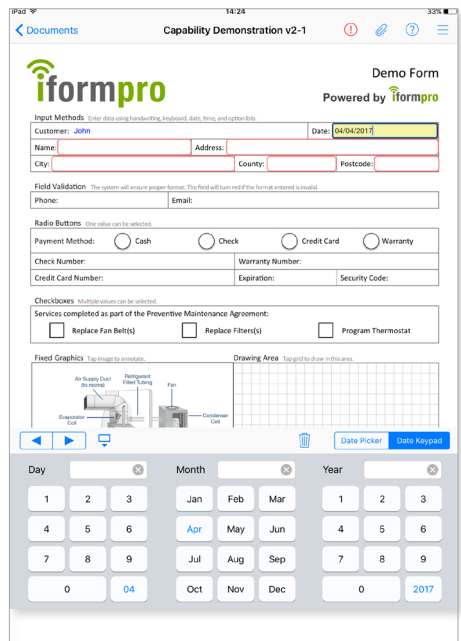 iPad 14:24 33%
Documents Capability Demonstration v2-1
iformpro Demo Form
Powered by iformpro
Input Methods Enter data using handwriting, keyboard, date, time, and option lists.
Customer: John Date: 04/04/2017
Name: Address:
City: County: Postcode:
Field Validation The system will ensure proper format. The field will turn red if the format entered is invalid.
Phone: Email:
Radio Buttons One value can be selected.
Payment Method: Cash Check Credit Card Warranty
Check Number: Warranty Number:
Credit Card Number: Expiration: Security Code:
Checkboxes Multiple values can be selected.
Services completed as part of the Preventive Maintenance Agreement:
Replace Fan Belt(s) Replace Filters(s) Program Thermostat
Fixed Graphics Tap image to annotate. Drawing Area Tap grid to draw in this area.
Air Supply Duct
(to rooms)
Refrigerant
Filled Tubing
Fan
Evaporator
Coil
Condenser
Coil
Date Picker Date Keypad
Day Month Year
1 2 3 Jan Feb Mar 1 2 3
4 5 6 Apr May Jun 4 5 6
7 8 9 Jul Aug Sep 7 8 9
0 04 Oct Nov Dec 0 2017